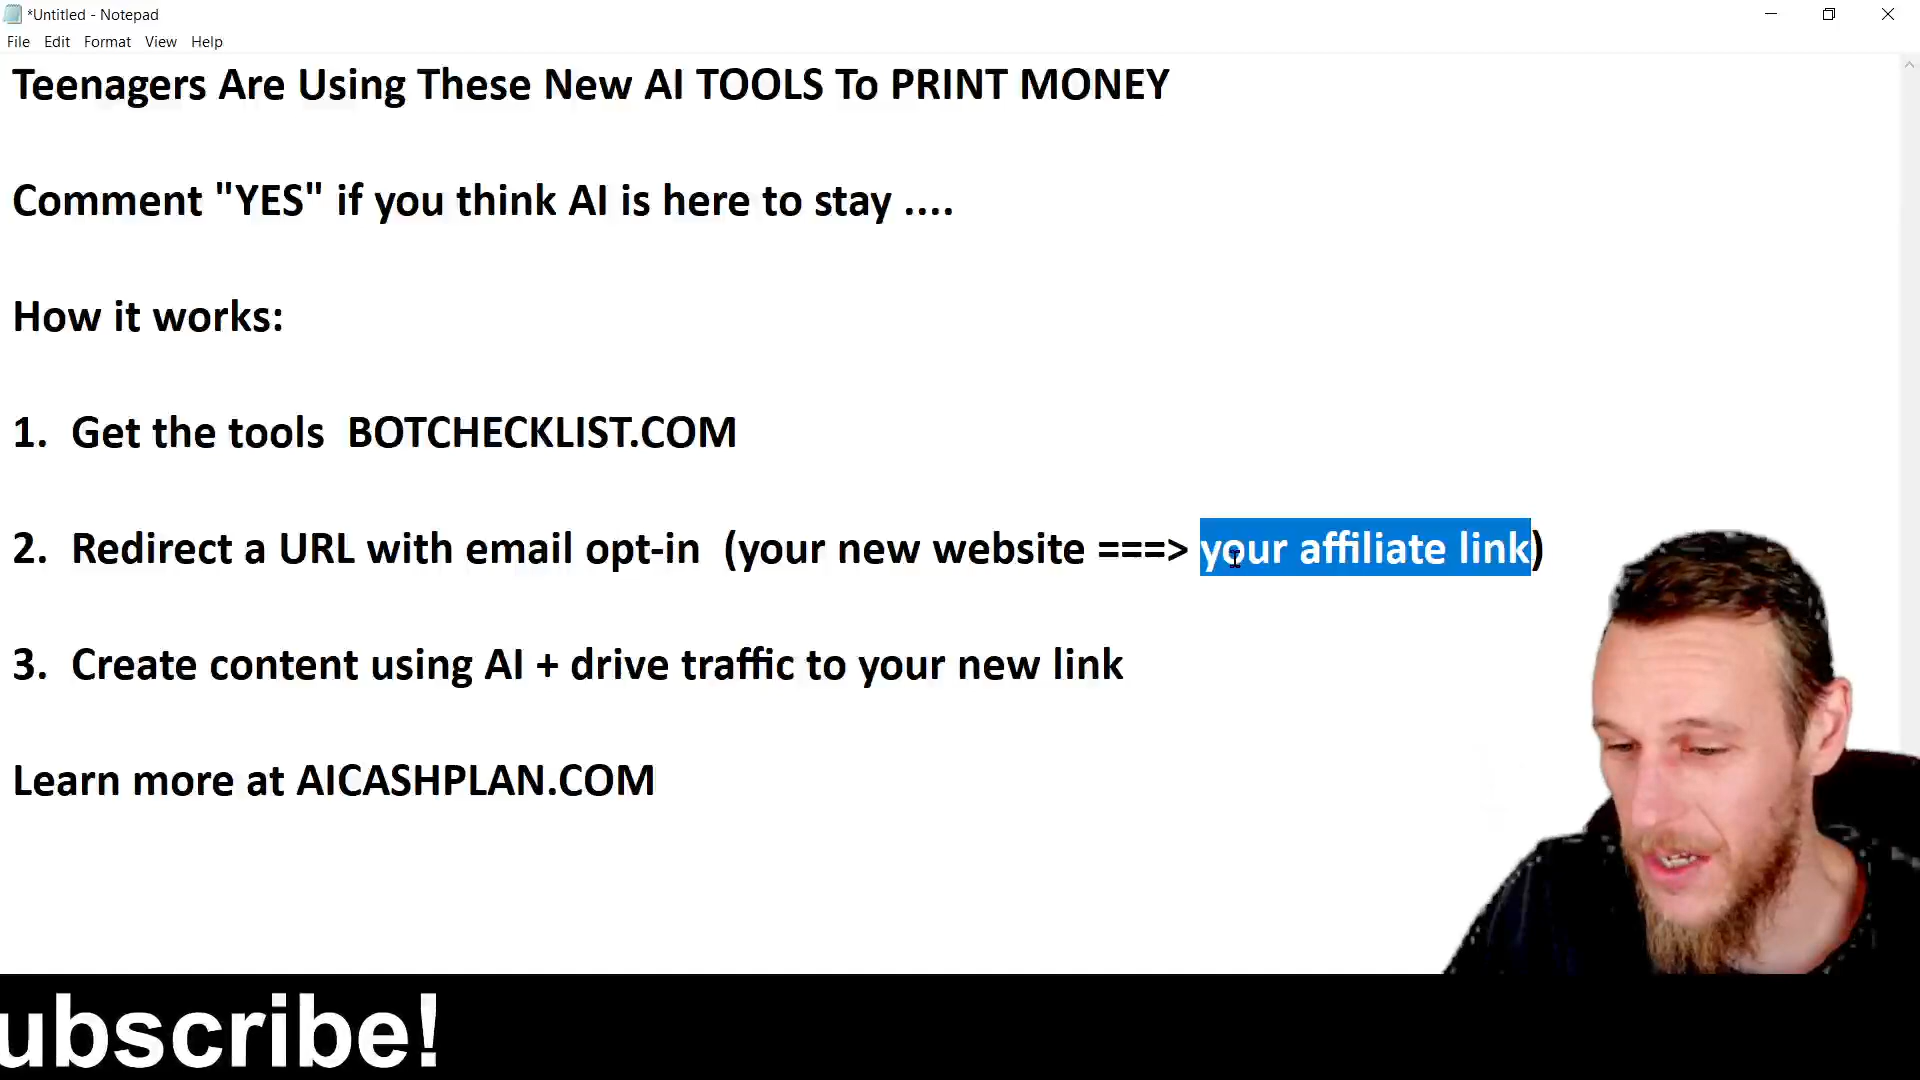 *Untitled - Notepad
File Edit Format View Help
Teenagers Are Using These New AI TOOLS To PRINT MONEY
Comment "YES" if you think AI is here to stay ....
How it works:
1. Get the tools BOTCHECKLIST.COM
2. Redirect a URL with email opt-in (your new website ===> your affiliate link)
3. Create content using AI + drive traffic to your new link
Learn more at AICASHPLAN.COM
ubscribe!